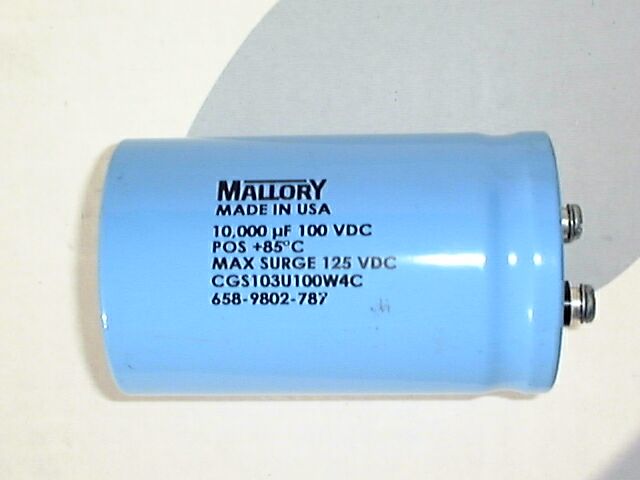 MALLORY
MADE IN USA
10,000 µF 100 VDC
POS +85°C
MAX SURGE 125 VDC
CGS103U100W4C
658-9802-787